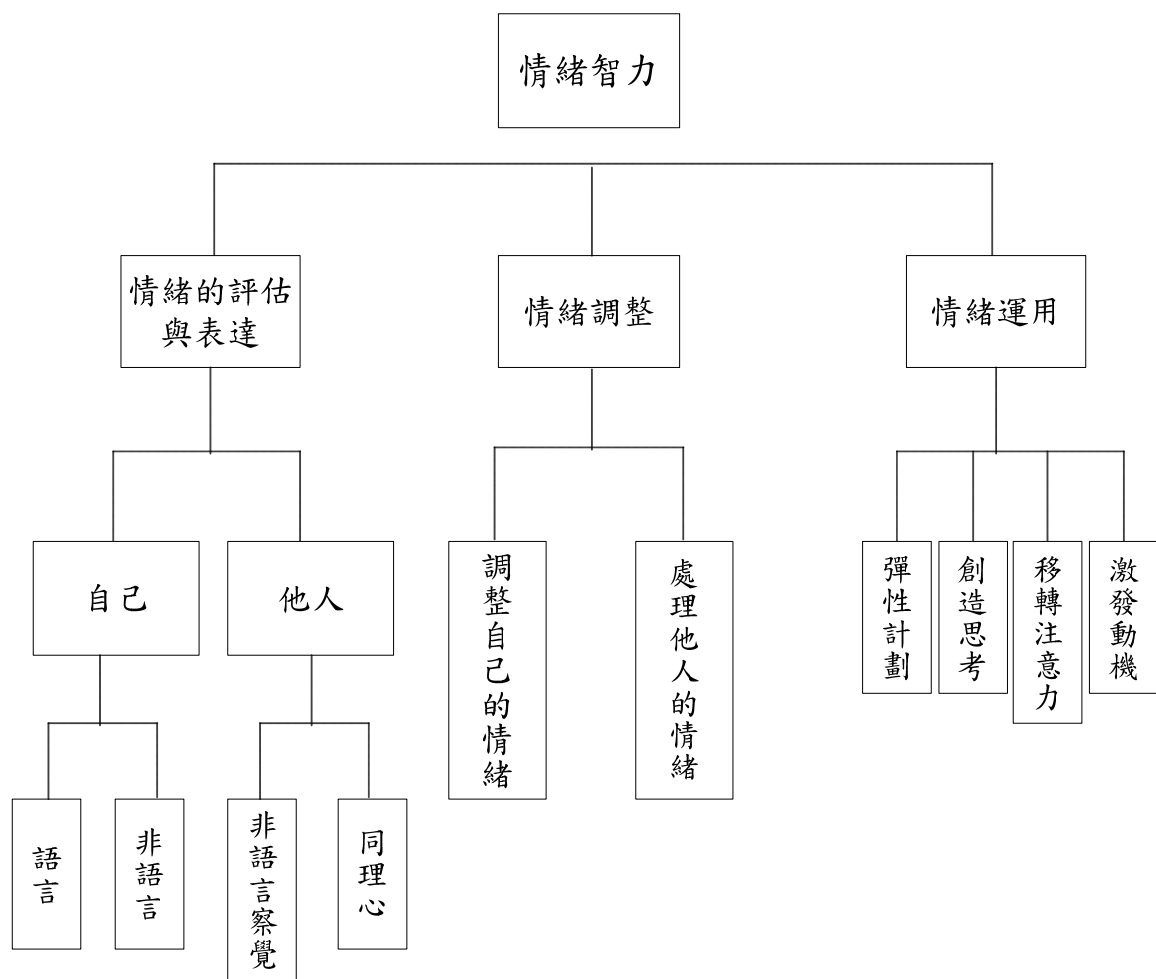 情緒智力
情緒的評估
與表達
情緒調整
情緒運用
自己
他人
調整自己的情緒
處理他人的情緒
彈性計劃
創造思考
移轉注意力
激發動機
語言
非語言
非語言察覺
同理心